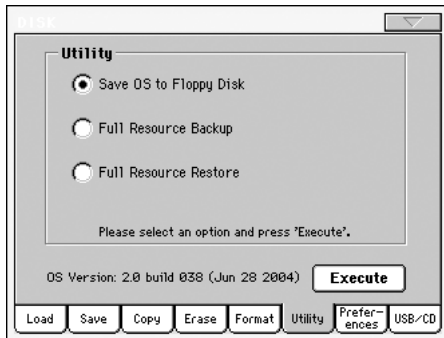 DISK
Utility
Save OS to Floppy Disk
Full Resource Backup
Full Resource Restore
Please select an option and press 'Execute'.
OS Version: 2.0 build 038 (Jun 28 2004)
Execute
Load Save Copy Erase Format Utility Prefer-ences USB/CD